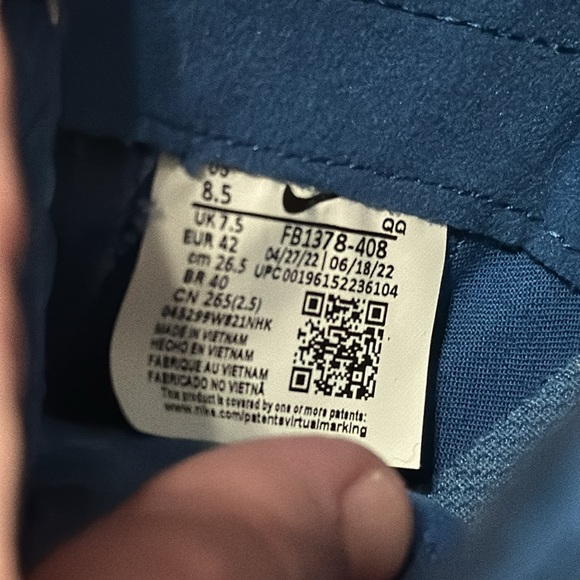 US
8.5
UK 7.5
EUR 42
cm 26.5
BR 40
CN 265(2.5)
MADE IN VIETNAM
HECHO EN VIETNAM
FABRIQUE AU VIETNAM
FABRICADO NO VIETNÃ
QQ
FB1378-408
04/27/22 | 06/18/22
UPC00196152236104
This product is covered by one or more patents:
www.nike.com/patentsvirtualmarking